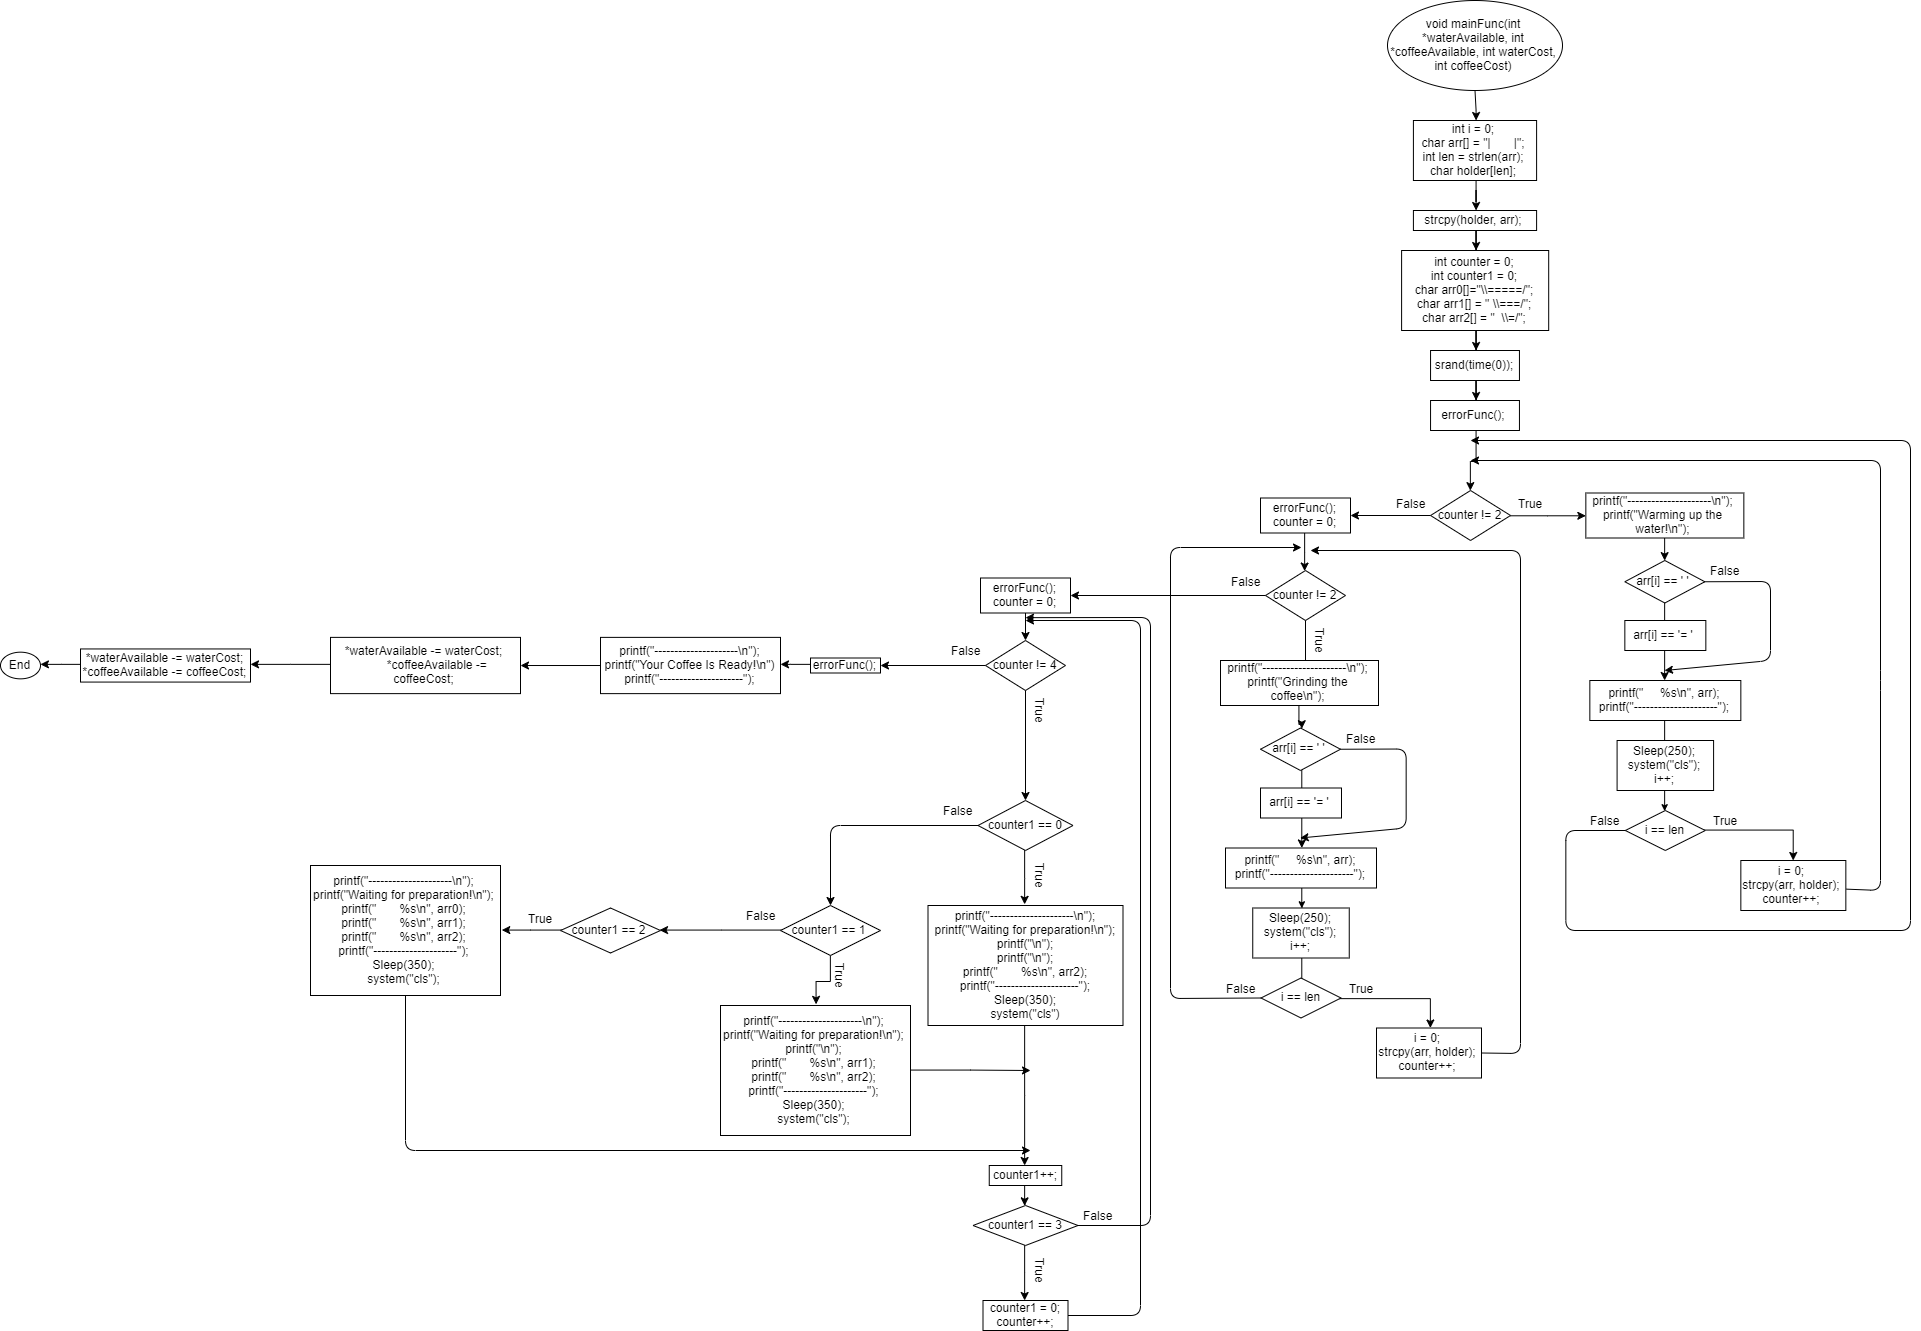 void mainFunc(int
*waterAvailable, int
*coffeeAvailable, int waterCost,
int coffeeCost)
int i = 0;
char arr[] = "|       |";
int len = strlen(arr);
char holder[len];
strcpy(holder, arr);
int counter = 0;
int counter1 = 0;
char arr0[]="\\=====/";
char arr1[] = " \\===/";
char arr2[] = "  \\=/";
srand(time(0));
errorFunc();
counter != 2
True
False
printf("---------------------\n");
printf("Warming up the
water!\n");
arr[i] == ' '
False
arr[i] == '= '
printf("     %s\n", arr);
printf("---------------------");
Sleep(250);
system("cls");
i++;
i == len
False
True
i = 0;
strcpy(arr, holder);
counter++;
errorFunc();
counter = 0;
counter != 2
False
True
printf("---------------------\n");
printf("Grinding the
coffee\n");
arr[i] == ' '
False
arr[i] == '= '
printf("     %s\n", arr);
printf("---------------------");
Sleep(250);
system("cls");
i++;
i == len
False
True
i = 0;
strcpy(arr, holder);
counter++;
errorFunc();
counter = 0;
counter != 4
False
True
errorFunc();
printf("---------------------\n");
printf("Your Coffee Is Ready!\n")
printf("---------------------");
*waterAvailable -= waterCost;
*coffeeAvailable -=
coffeeCost;
*waterAvailable -= waterCost;
*coffeeAvailable -= coffeeCost;
End
counter1 == 0
False
True
printf("---------------------\n");
printf("Waiting for preparation!\n");
printf("\n");
printf("\n");
printf("       %s\n", arr2);
printf("---------------------");
Sleep(350);
system("cls")
counter1 == 1
False
True
printf("---------------------\n");
printf("Waiting for preparation!\n");
printf("\n");
printf("       %s\n", arr1);
printf("       %s\n", arr2);
printf("---------------------");
Sleep(350);
system("cls");
counter1 == 2
True
printf("---------------------\n");
printf("Waiting for preparation!\n");
printf("       %s\n", arr0);
printf("       %s\n", arr1);
printf("       %s\n", arr2);
printf("---------------------");
Sleep(350);
system("cls");
counter1++;
counter1 == 3
False
True
counter1 = 0;
counter++;